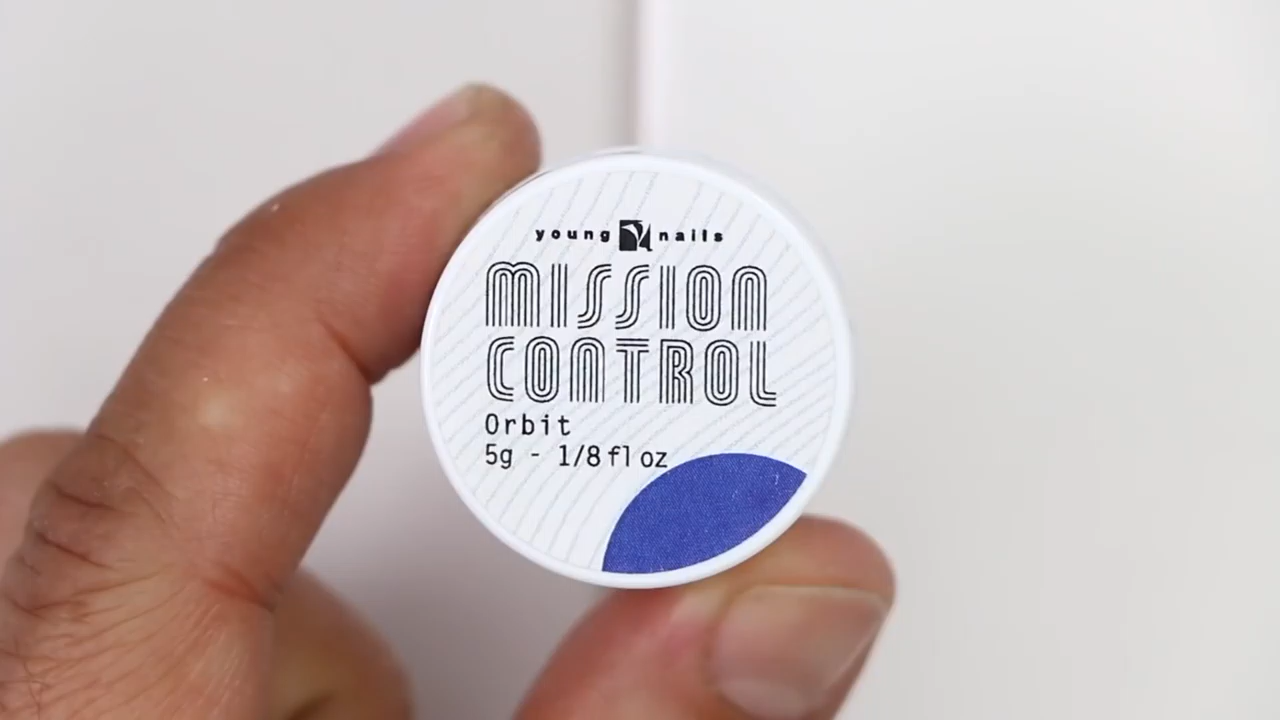 young nails
MISSION
CONTROL
Orbit
5g - 1/8 fl oz